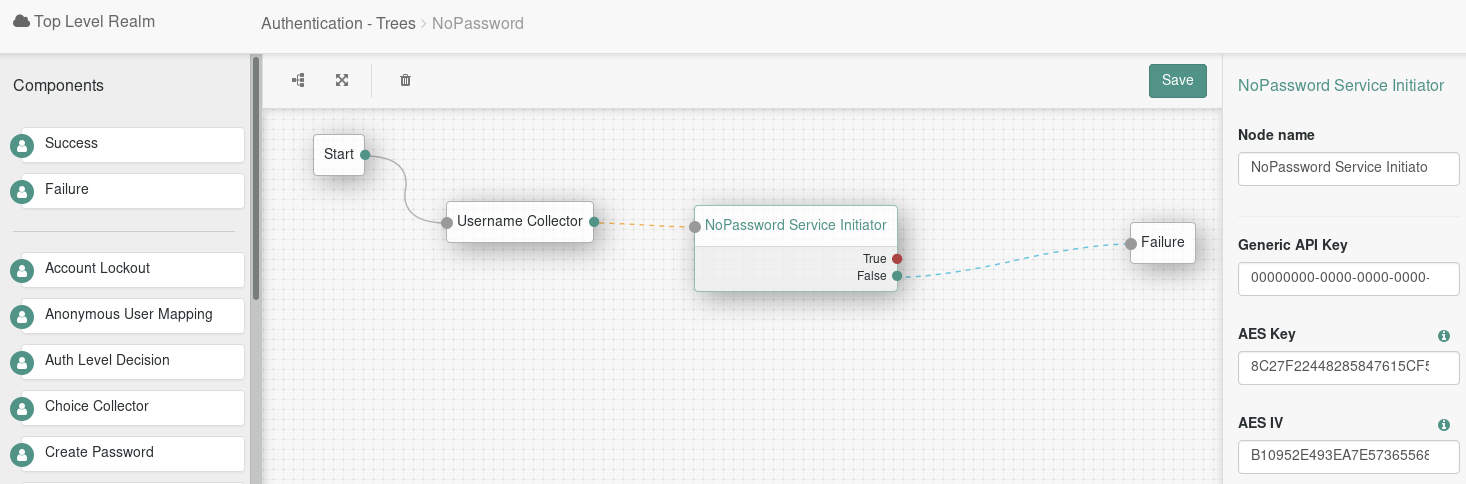 Top Level Realm
Authentication - Trees > NoPassword
Components
Success
Failure
Account Lockout
Anonymous User Mapping
Auth Level Decision
Choice Collector
Create Password
Save
Start
Username Collector
NoPassword Service Initiator
True
False
Failure
NoPassword Service Initiator
Node name
NoPassword Service Initiato
Generic API Key
00000000-0000-0000-0000-
AES Key
8C27F22448285847615CF5
AES IV
B10952E493EA7E57365568